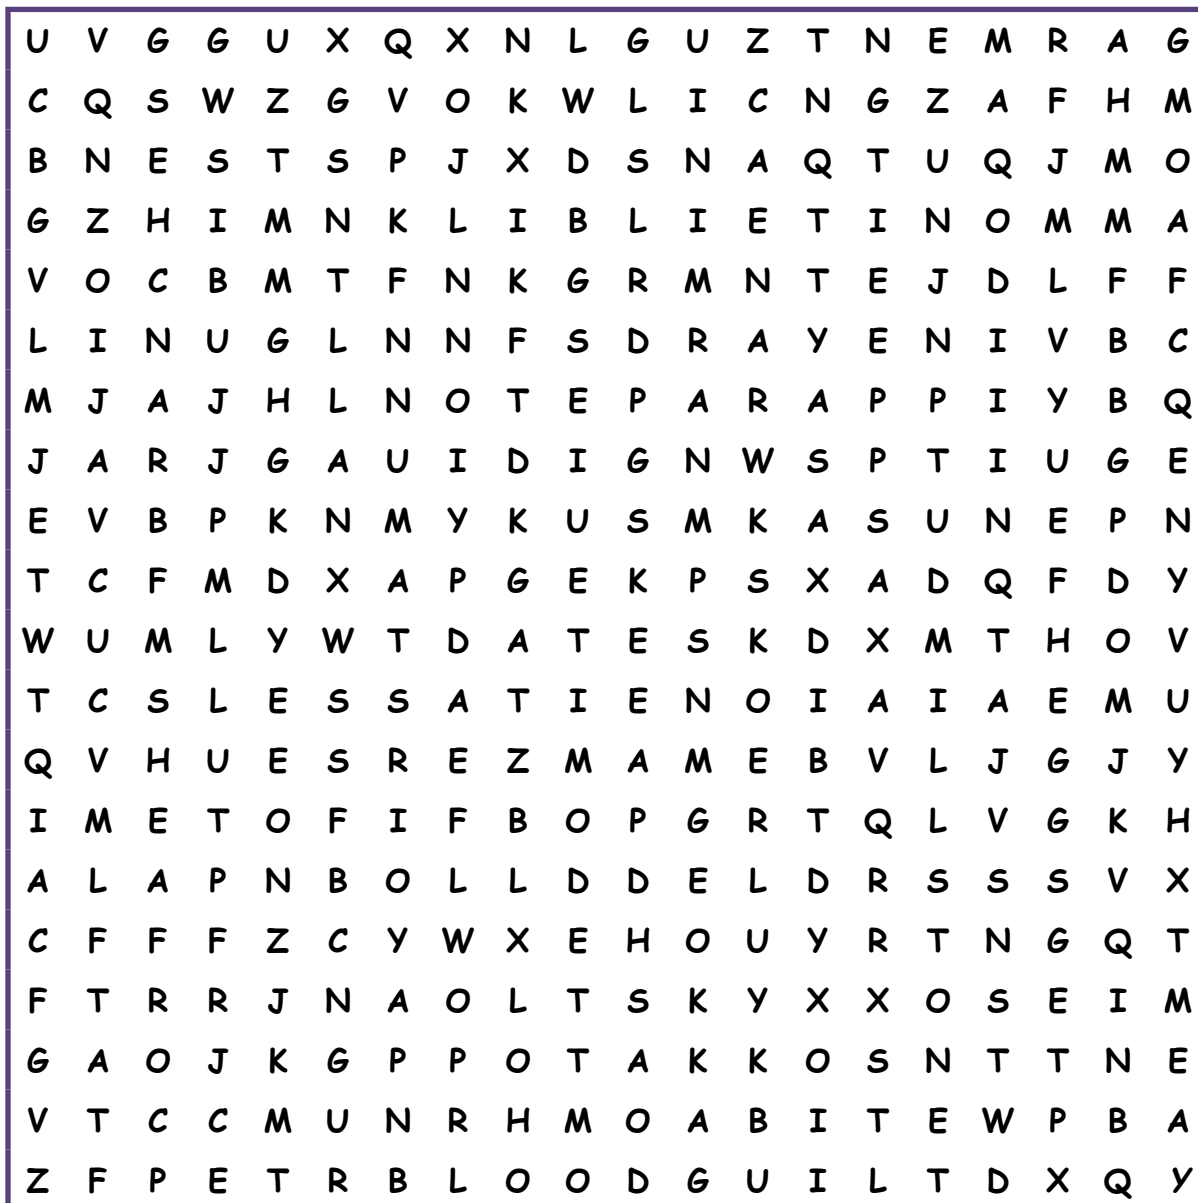 U V G G U X Q X N L G U Z T N E M R A G
C Q S W Z G V O K W L I C N G Z A F H M
B N E S T S P J X D S N A Q T U Q J M O
G Z H I M N K L I B L I E T I N O M M A
V O C B M T F N K G R M N T E J D L F F
L I N U G L N N F S D R A Y E N I V B C
M J A J H L N O T E P A R A P P I Y B Q
J A R J G A U I D I G N W S P T I U G E
E V B P K N M Y K U S M K A S U N E P N
T C F M D X A P G E K P S X A D Q F D Y
W U M L Y W T D A T E S K D X M T H O V
T C S L E S S A T I E N O I A I A E M U
Q V H U E S R E Z M A M E B V L J G J Y
I M E T O F I F B O P G R T Q L V G K H
A L A P N B O L L D D E L D R S S S V X
C F F F Z C Y W X E H O U Y R T N G Q T
F T R R J N A O L T S K Y X X O S E I M
G A O J K G P P O T A K K O S N T T N E
V T C C M U N R H M O A B I T E W P B A
Z F P E T R B L O O D G U I L T D X Q Y